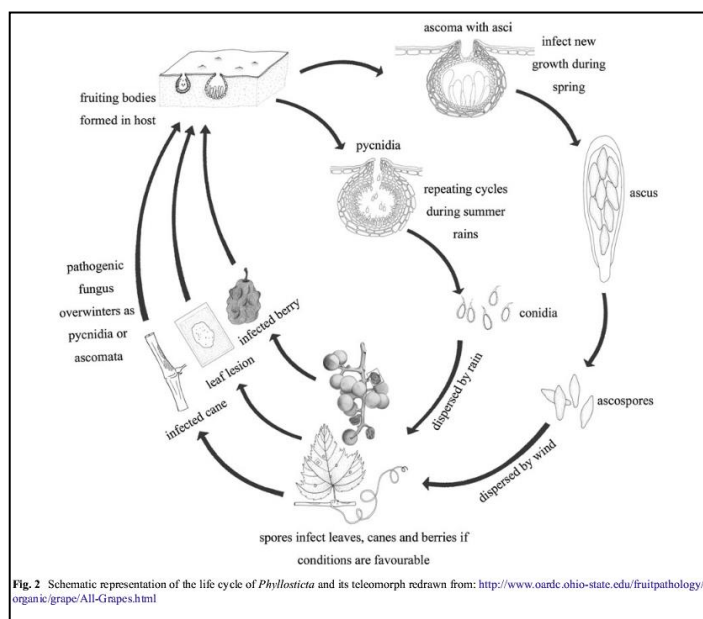 ascoma with asci
infect new
growth during
spring
fruiting bodies
formed in host
pycnidia
ascus
repeating cycles
during summer
rains
pathogenic
fungus
overwinters as
pycnidia or
ascomata
infected berry
conidia
leaf lesion
infected cane
dispersed by rain
ascospores
dispersed by wind
spores infect leaves, canes and berries if
conditions are favourable
Fig. 2 Schematic representation of the life cycle of Phyllosticta and its teleomorph redrawn from: http://www.oardc.ohio-state.edu/fruitpathology/
organic/grape/All-Grapes.html